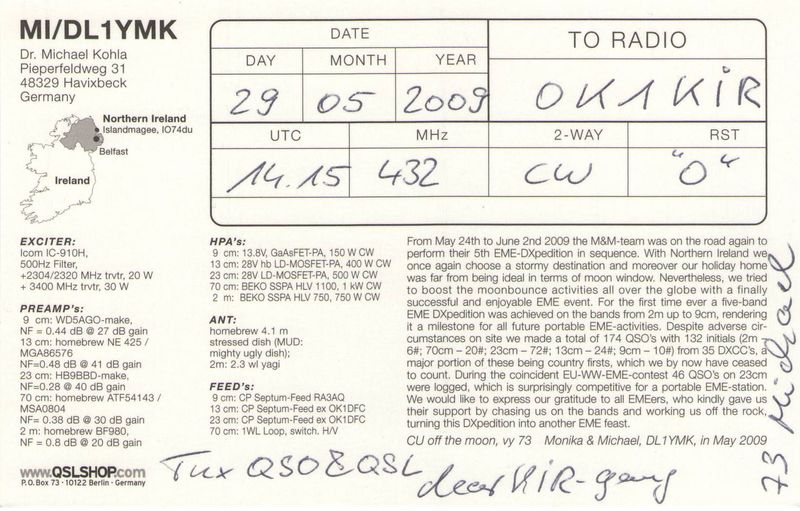 MI/DL1YMK
Dr. Michael Kohla
Pieperfeldweg 31
48329 Havixbeck
Germany
Northern Ireland
Islandmagee, IO74du
Belfast
Ireland
DATE
TO RADIO
DAY MONTH YEAR
29 05 2009
OK1KIR
UTC MHz 2-WAY RST
14.15 432 CW "O"
EXCITER:
Icom IC-910H,
500Hz Filter,
+2304/2320 MHz trvtr, 20 W
+ 3400 MHz trvtr, 30 W
PREAMP's:
9 cm: WD5AGO-make,
NF = 0.44 dB @ 27 dB gain
13 cm: homebrew NE 425 /
MGA86576
NF=0.48 dB @ 41 dB gain
23 cm: HB9BBD-make,
NF=0.28 @ 40 dB gain
70 cm: homebrew ATF54143 /
MSA0804
NF= 0.38 dB @ 30 dB gain
2 m: homebrew BF980,
NF = 0.8 dB @ 20 dB gain
HPA's:
9 cm: 13.8V, GaAsFET-PA, 150 W CW
13 cm: 28V hb LD-MOSFET-PA, 400 W CW
23 cm: 28V LD-MOSFET-PA, 500 W CW
70 cm: BEKO SSPA HLV 1100, 1 kW CW
2 m: BEKO SSPA HLV 750, 750 W CW
ANT:
homebrew 4.1 m
stressed dish (MUD:
mighty ugly dish);
2m: 2.3 wl yagi
FEED's:
9 cm: CP Septum-Feed RA3AQ
13 cm: CP Septum-Feed ex OK1DFC
23 cm: CP Septum-Feed ex OK1DFC
70 cm: 1WL Loop, switch. H/V
From May 24th to June 2nd 2009 the M&M-team was on the road again to
perform their 5th EME-DXpedition in sequence. With Northern Ireland we
once again choose a stormy destination and moreover our holiday home
was far from being ideal in terms of moon window. Nevertheless, we tried
to boost the moonbounce activities all over the globe with a finally
successful and enjoyable EME event. For the first time ever a five-band
EME DXpedition was achieved on the bands from 2m up to 9cm, rendering
it a milestone for all future portable EME-activities. Despite adverse cir-
cumstances on site we made a total of 174 QSO's with 132 initials (2m –
6#; 70cm – 20#; 23cm – 72#; 13cm – 24#; 9cm – 10#) from 35 DXCC's, a
major portion of these being country firsts, which we by now have ceased
to count. During the coincident EU-WW-EME-contest 46 QSO's on 23cm
were logged, which is surprisingly competitive for a portable EME-station.
We would like to express our gratitude to all EMEers, who kindly gave us
their support by chasing us on the bands and working us off the rock,
turning this DXpedition into another EME feast.
CU off the moon, vy 73 Monika & Michael, DL1YMK, in May 2009
73 Michael
www.QSLSHOP.com
P.O. Box 73 · 10122 Berlin · Germany
Tnx QSO & QSL
dear KIR-gang